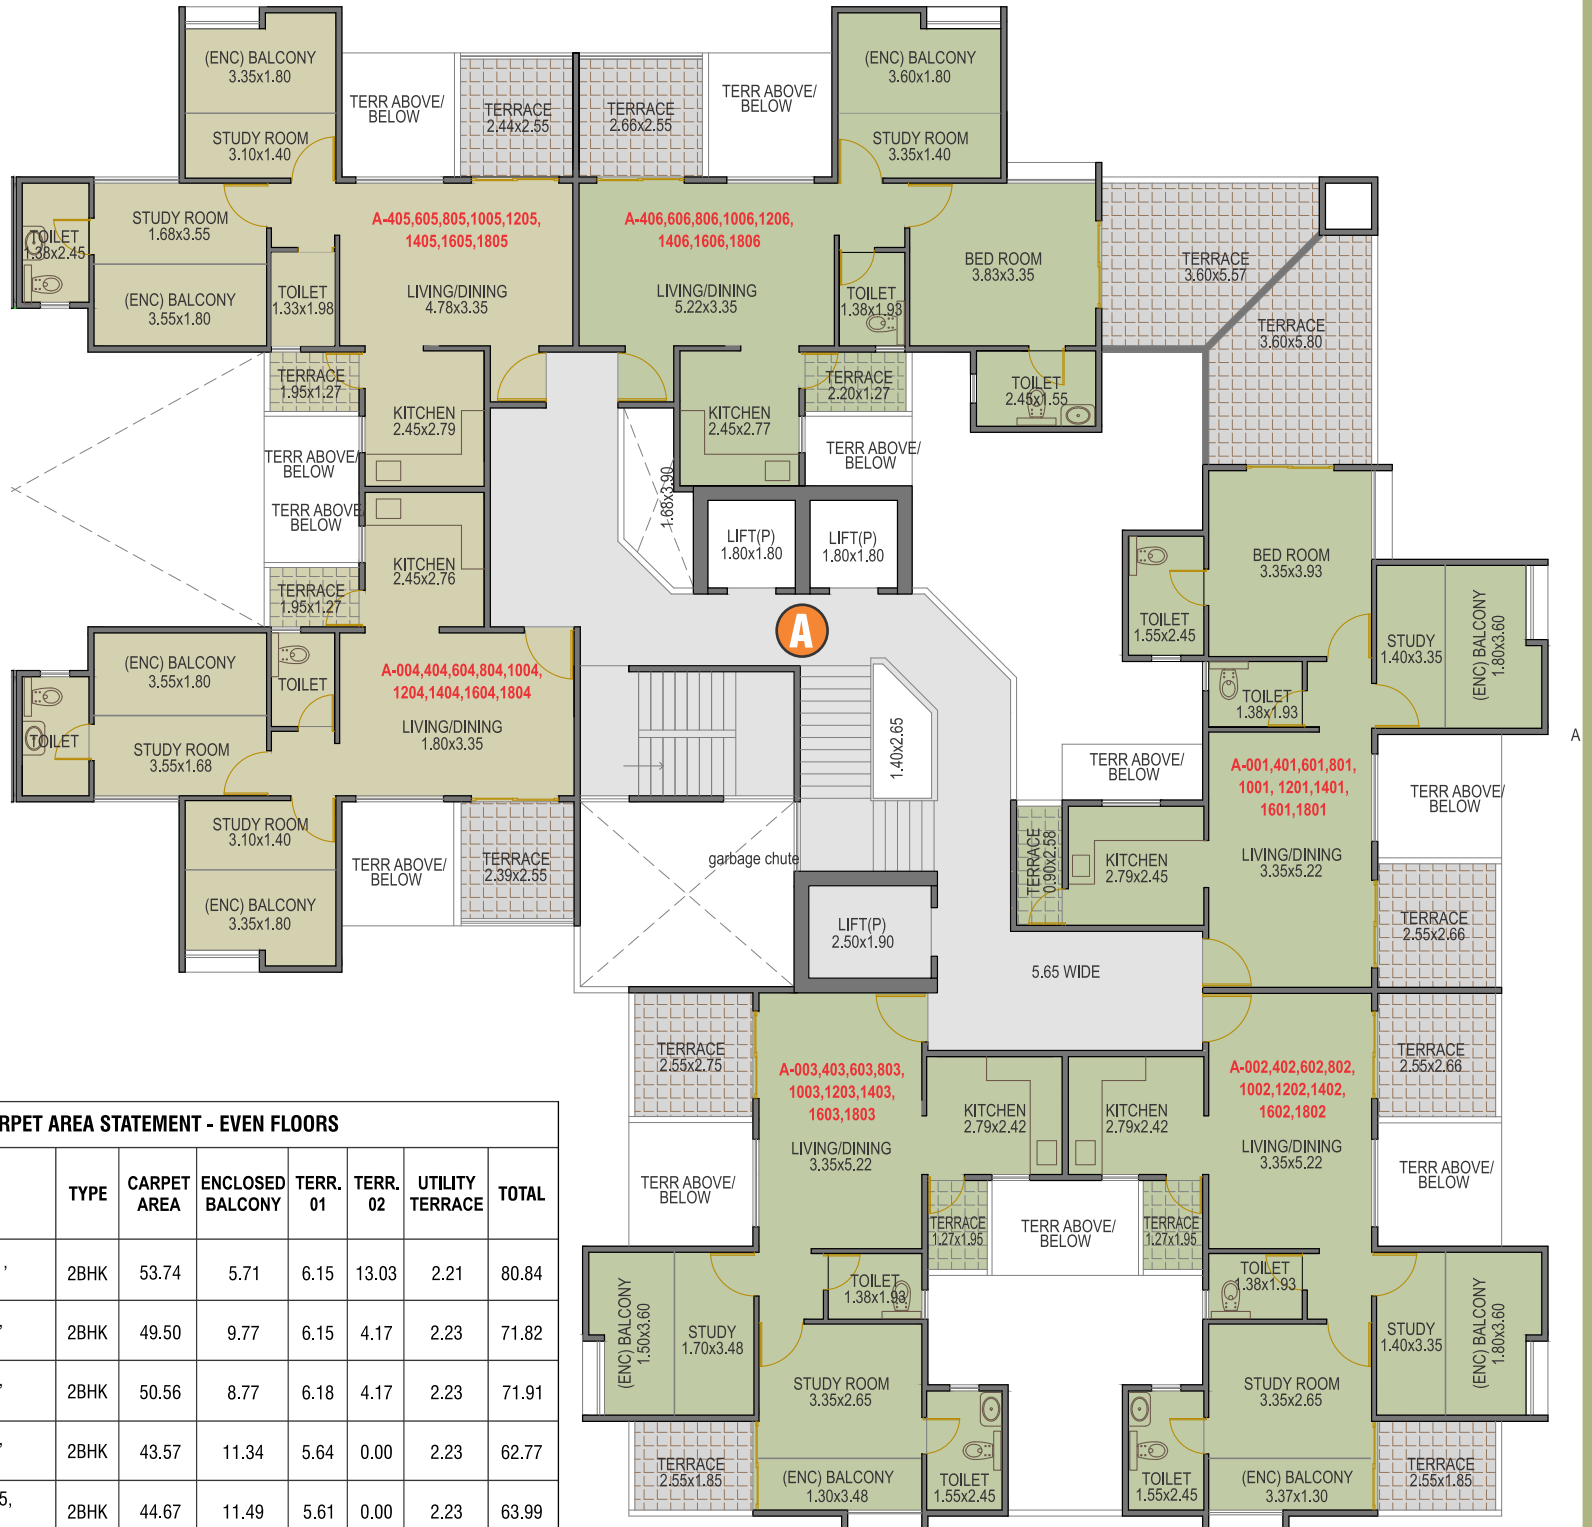 (ENC) BALCONY
3.35x1.80
STUDY ROOM
3.10x1.40
TERR ABOVE/
BELOW
TERRACE
2.44x2.55
TERRACE
2.66x2.55
TERR ABOVE/
BELOW
(ENC) BALCONY
3.60x1.80
STUDY ROOM
3.35x1.40
TOILET
1.38x2.45
STUDY ROOM
1.68x3.55
(ENC) BALCONY
3.55x1.80
TOILET
1.33x1.98
A-405,605,805,1005,1205,
1405,1605,1805
LIVING/DINING
4.78x3.35
A-406,606,806,1006,1206,
1406,1606,1806
LIVING/DINING
5.22x3.35
TOILET
1.38x1.93
BED ROOM
3.83x3.35
TERRACE
3.60x5.57
TERRACE
3.60x5.80
TERRACE
1.95x1.27
KITCHEN
2.45x2.79
KITCHEN
2.45x2.77
TERRACE
2.20x1.27
TOILET
2.45x1.55
TERR ABOVE/
BELOW
TERR ABOVE/
BELOW
TERR ABOVE/
BELOW
1.68x3.90
LIFT(P)
1.80x1.80
LIFT(P)
1.80x1.80
KITCHEN
2.45x2.76
TERRACE
1.95x1.27
A
BED ROOM
3.35x3.93
TOILET
1.55x2.45
STUDY
1.40x3.35
(ENC) BALCONY
1.80x3.60
TOILET
1.38x1.93
(ENC) BALCONY
3.55x1.80
TOILET
TOILET
STUDY ROOM
3.55x1.68
A-004,404,604,804,1004,
1204,1404,1604,1804
LIVING/DINING
1.80x3.35
1.40x2.65
TERR ABOVE/
BELOW
A-001,401,601,801,
1001, 1201,1401,
1601,1801
LIVING/DINING
3.35x5.22
TERR ABOVE/
BELOW
A
STUDY ROOM
3.10x1.40
(ENC) BALCONY
3.35x1.80
TERR ABOVE/
BELOW
TERRACE
2.39x2.55
garbage chute
TERRACE
0.90x2.58
KITCHEN
2.79x2.45
TERRACE
2.55x2.66
LIFT(P)
2.50x1.90
5.65 WIDE
TERRACE
2.55x2.75
A-003,403,603,803,
1003,1203,1403,
1603,1803
LIVING/DINING
3.35x5.22
KITCHEN
2.79x2.42
KITCHEN
2.79x2.42
A-002,402,602,802,
1002,1202,1402,
1602,1802
LIVING/DINING
3.35x5.22
TERRACE
2.55x2.66
TERR ABOVE/
BELOW
TERRACE
1.27x1.95
TERR ABOVE/
BELOW
TERRACE
1.27x1.95
TERR ABOVE/
BELOW
(ENC) BALCONY
1.50x3.60
STUDY
1.70x3.48
TOILET
1.38x1.93
TOILET
1.38x1.93
STUDY
1.40x3.35
(ENC) BALCONY
1.80x3.60
STUDY ROOM
3.35x2.65
STUDY ROOM
3.35x2.65
TERRACE
2.55x1.85
(ENC) BALCONY
1.30x3.48
TOILET
1.55x2.45
TOILET
1.55x2.45
(ENC) BALCONY
3.37x1.30
TERRACE
2.55x1.85
RPET AREA STATEMENT - EVEN FLOORS
TYPE CARPET AREA ENCLOSED BALCONY TERR. 01 TERR. 02 UTILITY TERRACE TOTAL
, 2BHK 53.74 5.71 6.15 13.03 2.21 80.84
, 2BHK 49.50 9.77 6.15 4.17 2.23 71.82
, 2BHK 50.56 8.77 6.18 4.17 2.23 71.91
, 2BHK 43.57 11.34 5.64 0.00 2.23 62.77
5, 2BHK 44.67 11.49 5.61 0.00 2.23 63.99